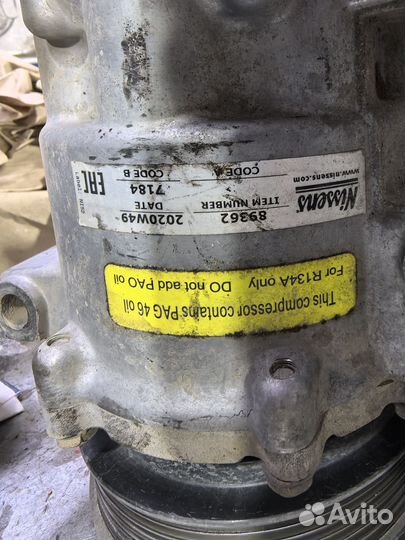 Nissens
www.nissens.com
ITEM NUMBER
89362
DATE
2020W49
CODE A
CODE B
7184
EAC
This compressor contains PAG 46 oil
For R134A only DO not add PAO oil
Avito